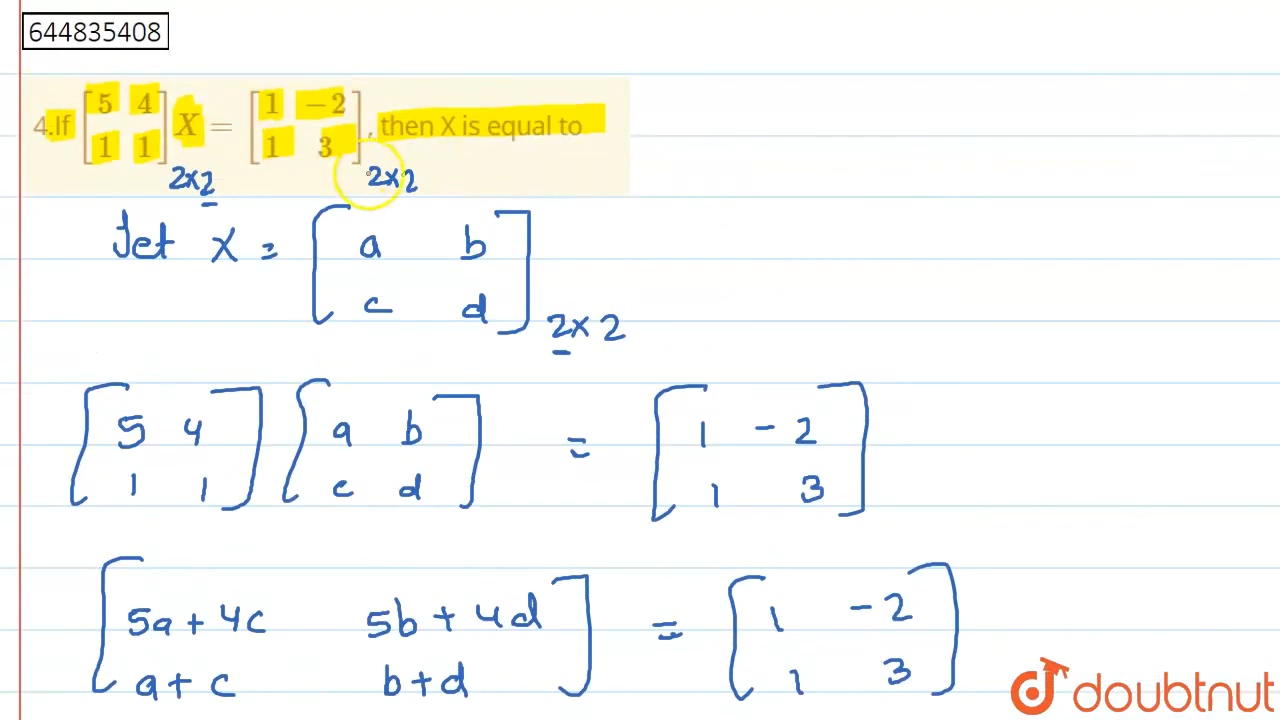 644835408
4.If [5 4 X = [1 -2
1 1] 1 3], then X is equal to
2x2 2x2
Let X = [a b
c d] 2x2
[5 4 [a b = [1 -2
1 1] c d] 1 3]
[5a+4c 5b+4d = [1 -2
a+c b+d] 1 3]
doubtnut